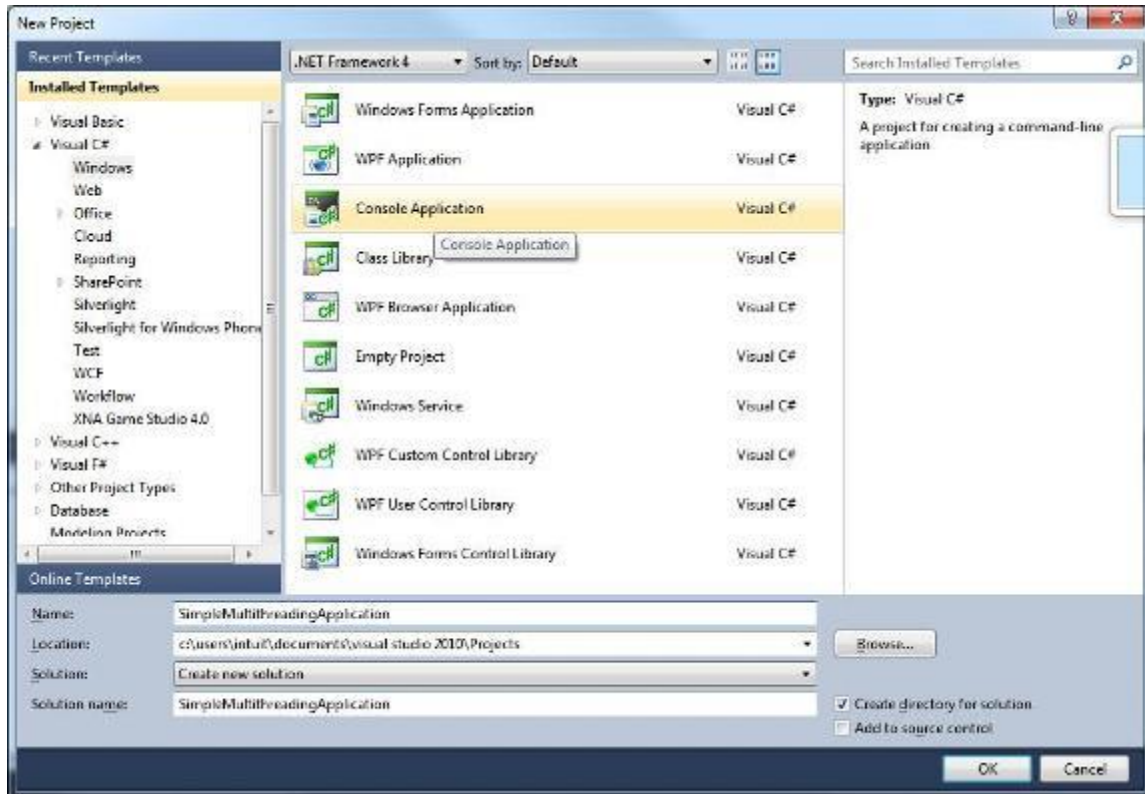 New Project
Recent Templates
Installed Templates
Visual Basic
Visual C#
Windows
Web
Office
Cloud
Reporting
SharePoint
Silverlight
Silverlight for Windows Phone
Test
WCF
Workflow
XNA Game Studio 4.0
Visual C++
Visual F#
Other Project Types
Database
Modeling Projects
Online Templates
.NET Framework 4 Sort by: Default
Windows Forms Application Visual C#
WPF Application Visual C#
Console Application Visual C#
Console Application
Class Library Visual C#
WPF Browser Application Visual C#
Empty Project Visual C#
Windows Service Visual C#
WPF Custom Control Library Visual C#
WPF User Control Library Visual C#
Windows Forms Control Library Visual C#
Search Installed Templates
Type: Visual C#
A project for creating a command-line
application
Name: SimpleMultithreadingApplication
Location: c:\users\intuit\documents\visual studio 2010\Projects
Browse...
Solution: Create new solution
Solution name: SimpleMultithreadingApplication
Create directory for solution
Add to source control
OK Cancel